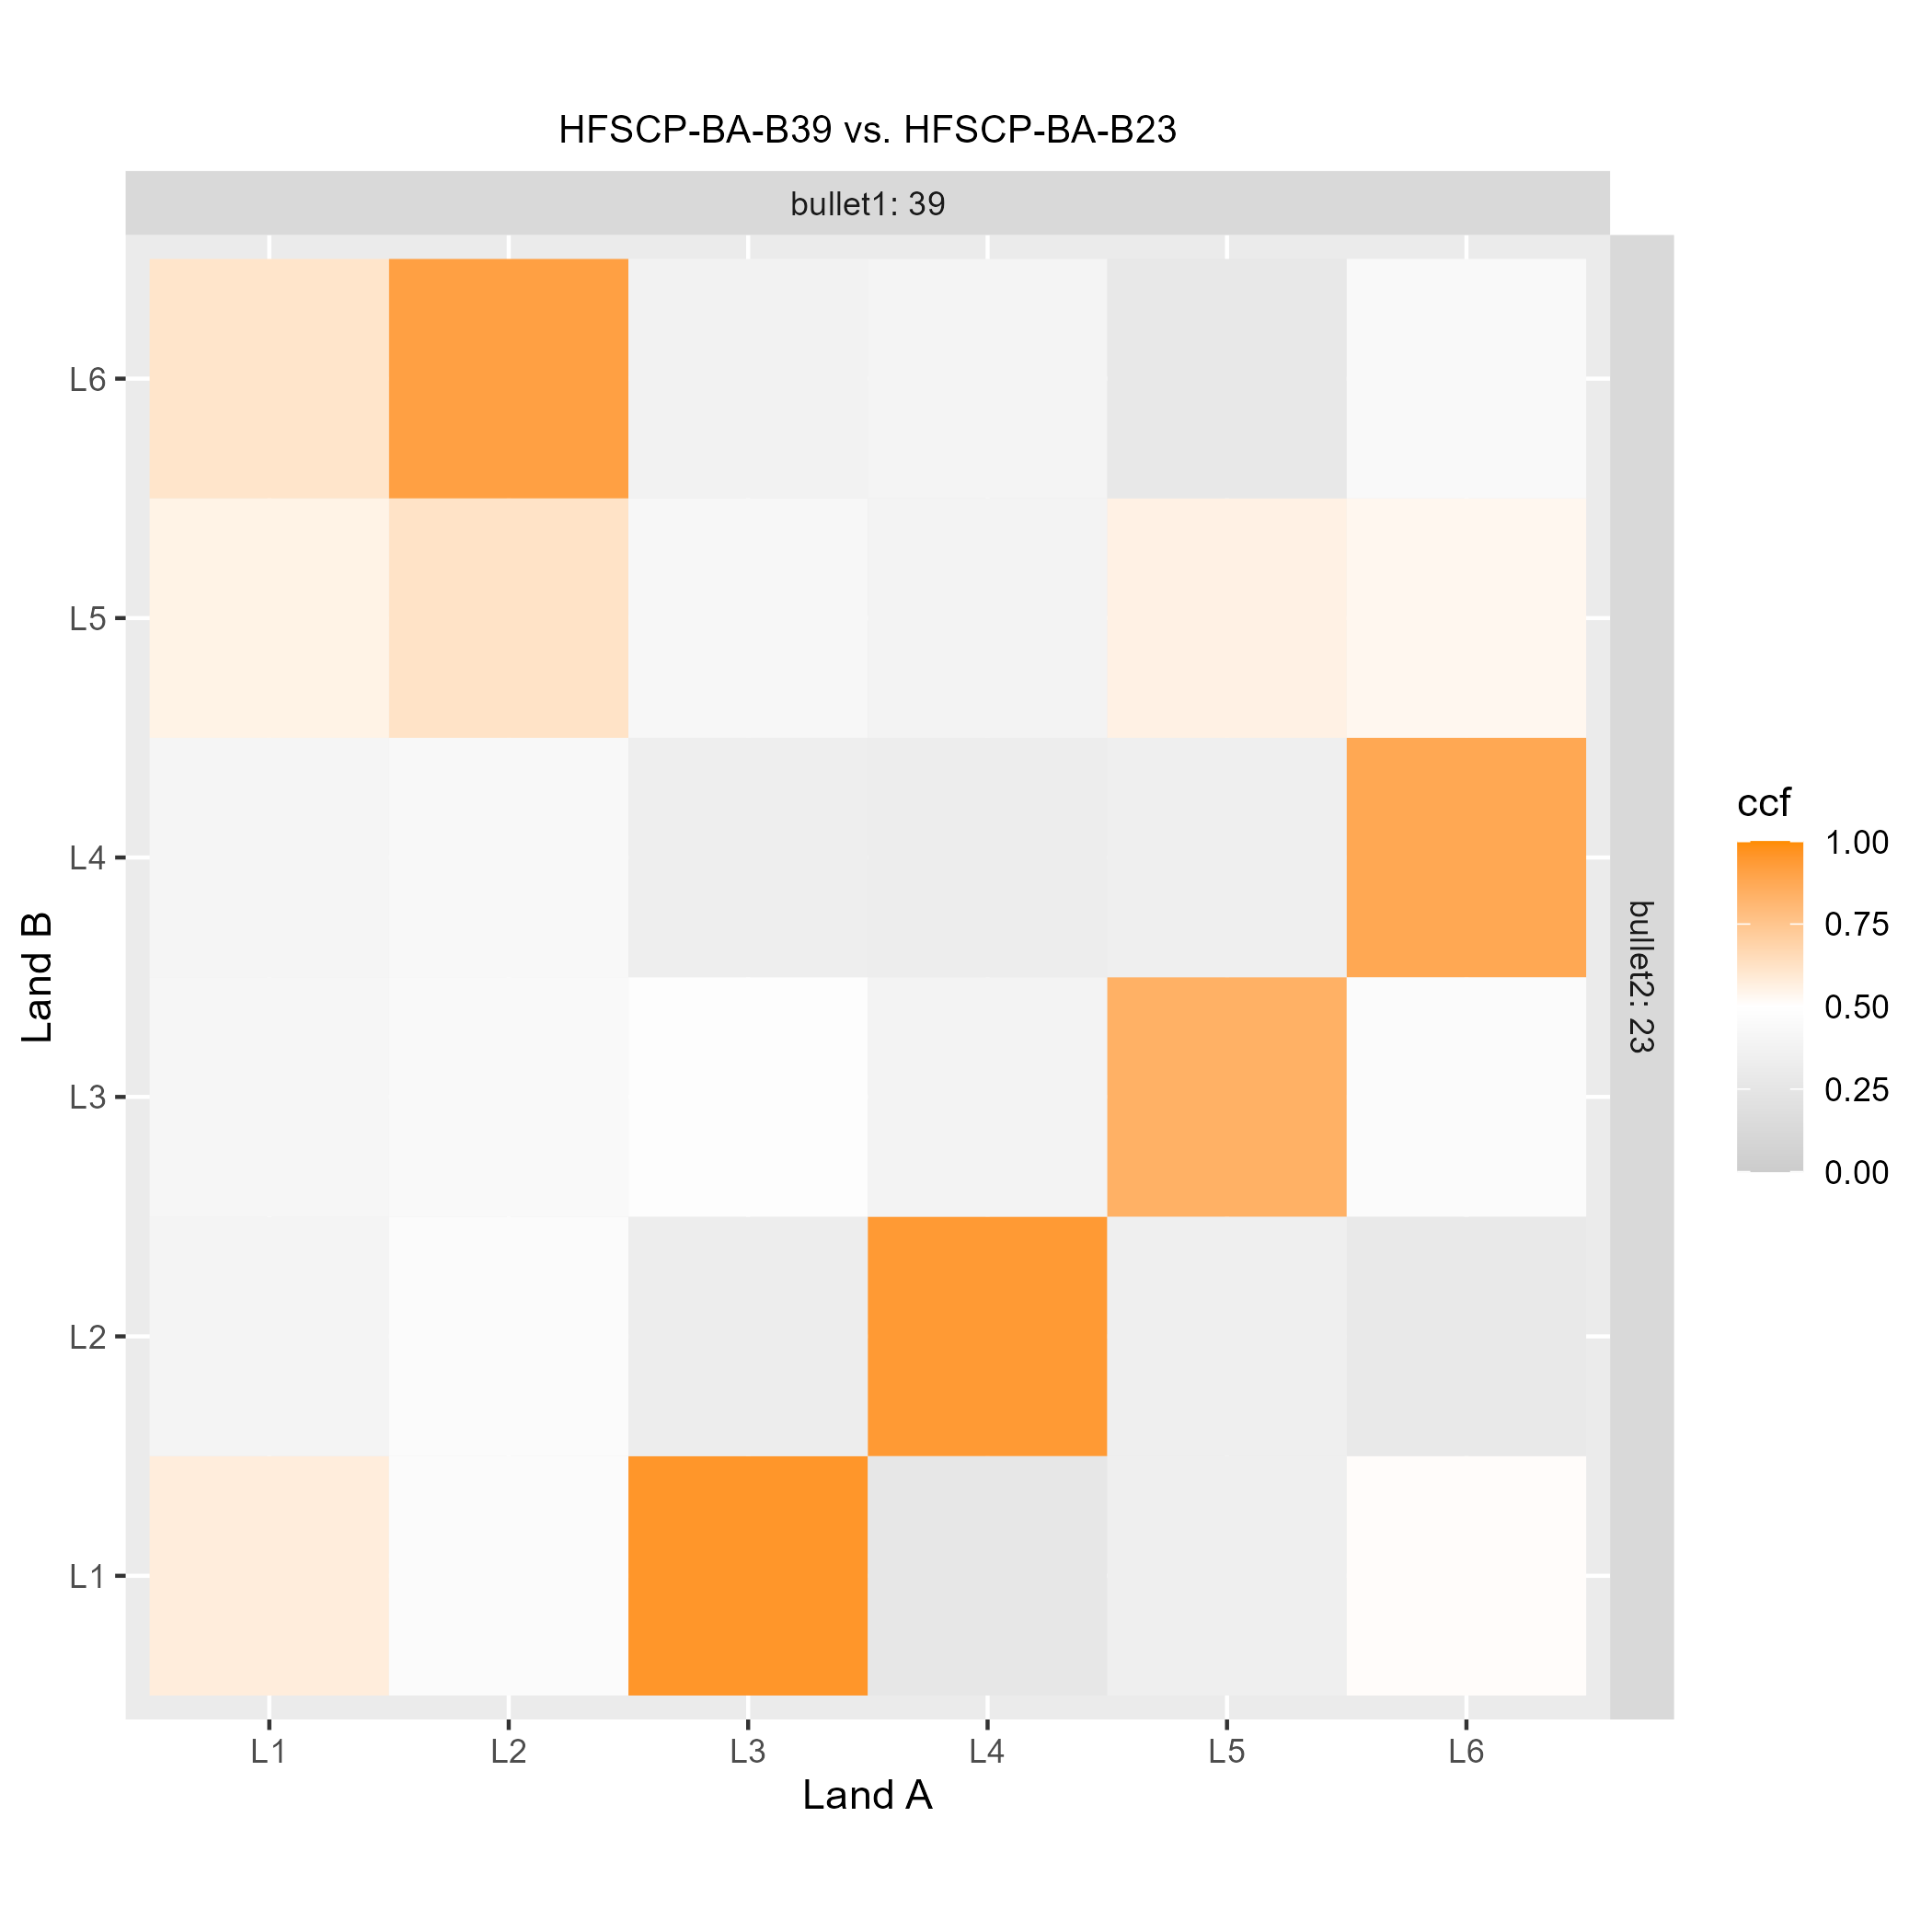 HFSCP-BA-B39 vs. HFSCP-BA-B23
bullet1: 39
L6
L5
L4
L3
L2
L1
Land B
bullet2: 23
L1 L2 L3 L4 L5 L6
Land A
ccf
1.00
0.75
0.50
0.25
0.00